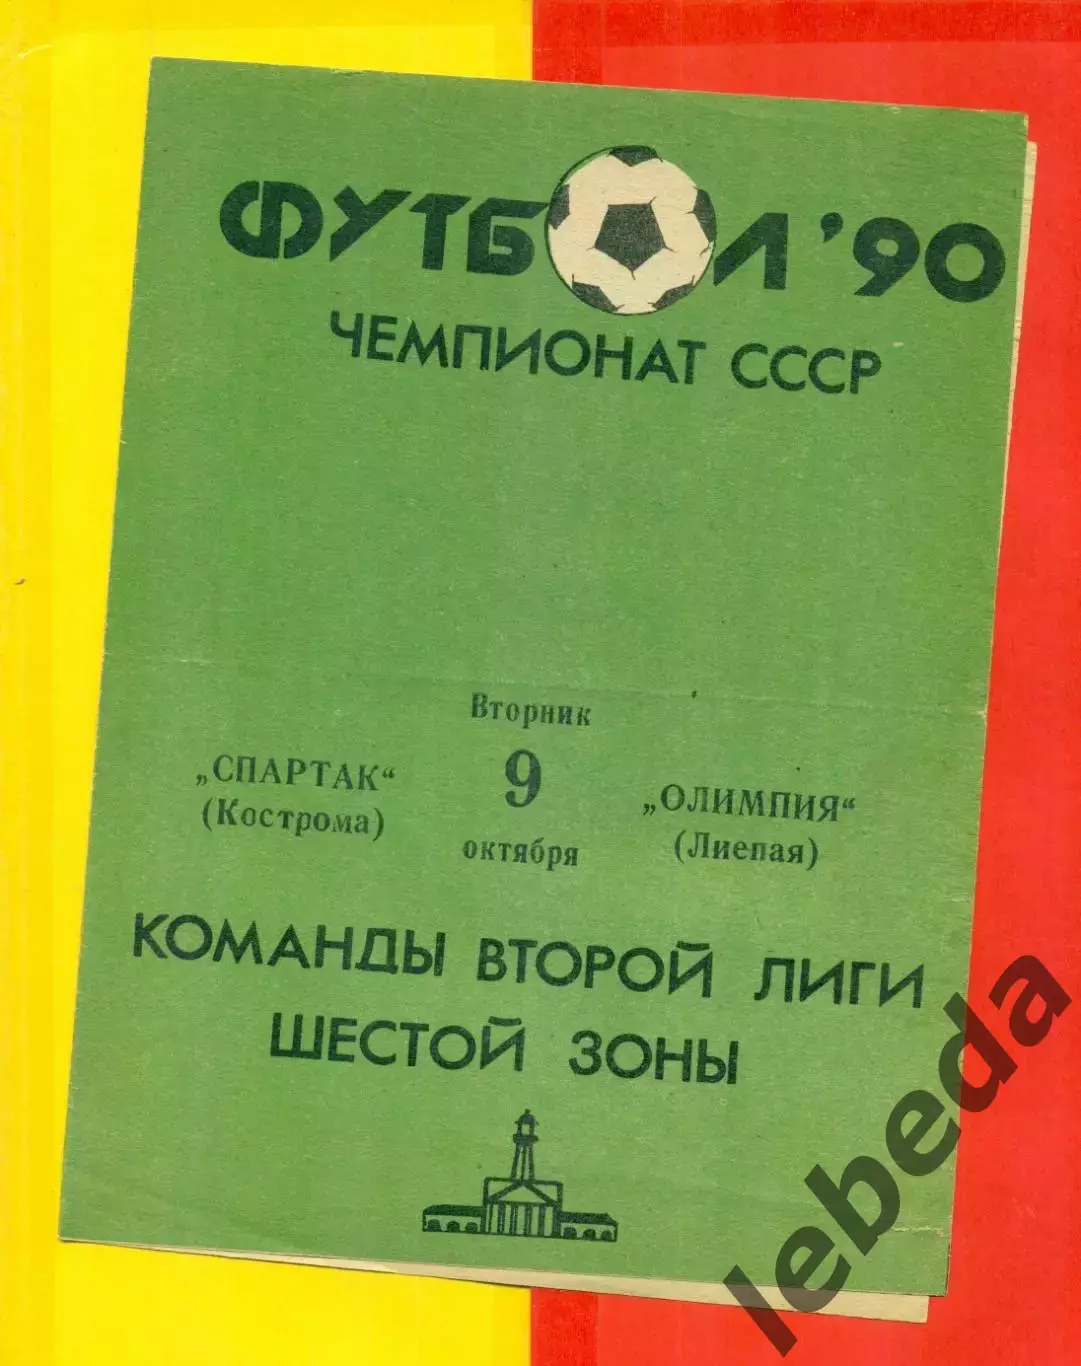 ФУТБОЛ '90
ЧЕМПИОНАТ СССР
Вторник
„СПАРТАК“ 9 „ОЛИМПИЯ“
(Кострома) октября (Лиепая)
КОМАНДЫ ВТОРОЙ ЛИГИ
ШЕСТОЙ ЗОНЫ
lebeda